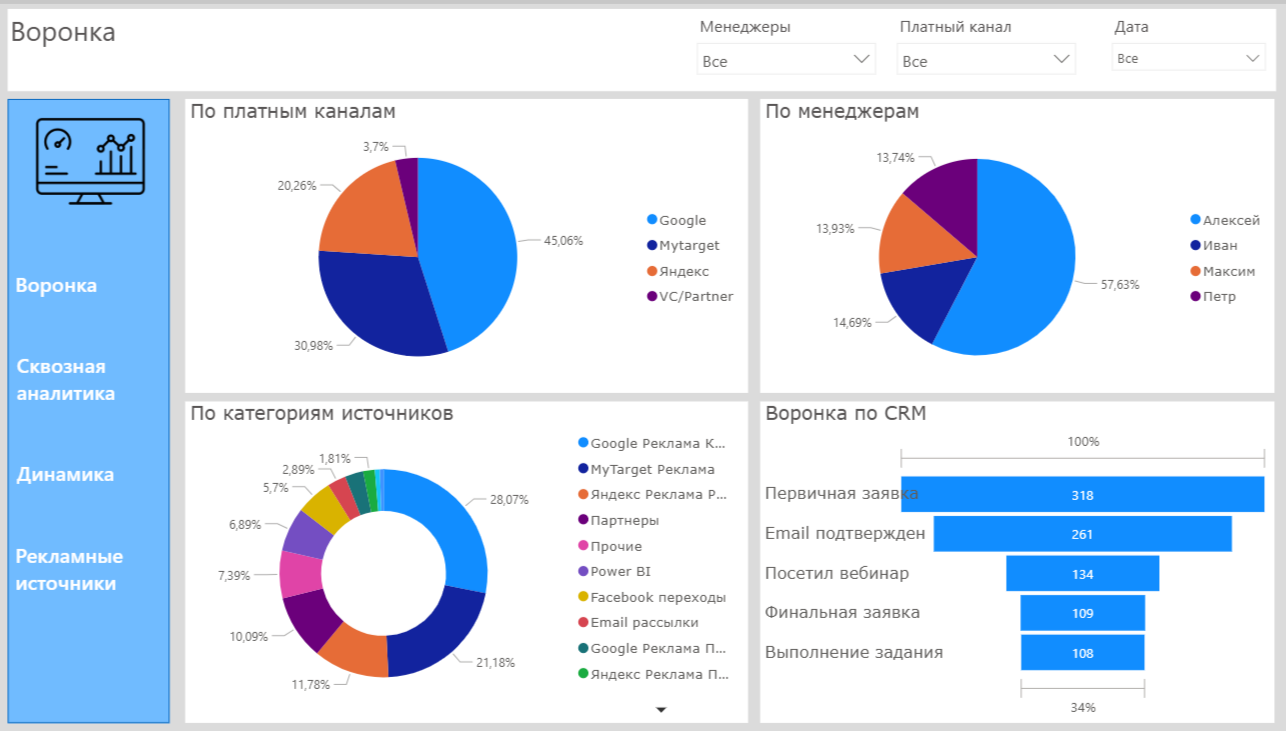 Воронка
Менеджеры
Все
Платный канал
Все
Дата
Все
Воронка
Сквозная
аналитика
Динамика
Рекламные
источники
По платным каналам
3,7%
20,26%
45,06%
30,98%
Google
Mytarget
Яндекс
VC/Partner
По менеджерам
13,74%
13,93%
57,63%
14,69%
Алексей
Иван
Максим
Петр
По категориям источников
1,81%
2,89%
5,7%
28,07%
6,89%
7,39%
10,09%
21,18%
11,78%
Google Реклама К...
MyTarget Реклама
Яндекс Реклама Р...
Партнеры
Прочие
Power BI
Facebook переходы
Email рассылки
Google Реклама П...
Яндекс Реклама П...
Воронка по CRM
100%
Первичная заявка 318
Email подтвержден 261
Посетил вебинар 134
Финальная заявка 109
Выполнение задания 108
34%